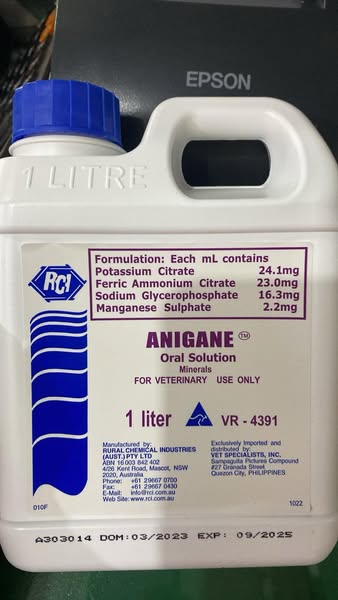 EPSON
1 LITRE
RCI
Formulation: Each mL contains
Potassium Citrate 24.1mg
Ferric Ammonium Citrate 23.0mg
Sodium Glycerophosphate 16.3mg
Manganese Sulphate 2.2mg
ANIGANE ™
Oral Solution
Minerals
FOR VETERINARY USE ONLY
1 liter VR - 4391
Manufactured by:
RURAL CHEMICAL INDUSTRIES
(AUST.) PTY LTD
ABN 16 003 842 402
4/26 Kent Road, Mascot, NSW
2020, Australia
Phone: +61 29667 0700
Fax: +61 29667 0430
E-Mail: info@rci.com.au
Web Site: www.rci.com.au
Exclusively Imported and
distributed by:
VET SPECIALISTS, INC.
Sampaguita Pictures Compound
#27 Granada Street
Quezon City, PHILIPPINES
010F 1022
A303014 DOM:03/2023 EXP: 09/2025